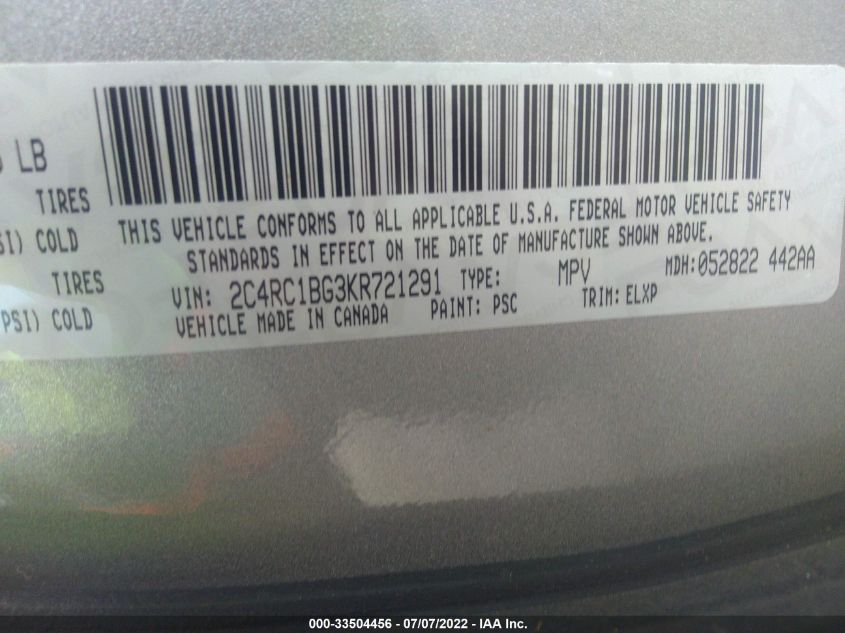 LB
TIRES
COLD
TIRES
PSI) COLD
THIS VEHICLE CONFORMS TO ALL APPLICABLE U.S.A. FEDERAL MOTOR VEHICLE SAFETY
STANDARDS IN EFFECT ON THE DATE OF MANUFACTURE SHOWN ABOVE.
VIN: 2C4RC1BG3KR721291 TYPE: MPV MDH:052822 442AA
VEHICLE MADE IN CANADA PAINT: PSC TRIM: ELXP
000-33504456 - 07/07/2022 - IAA Inc.